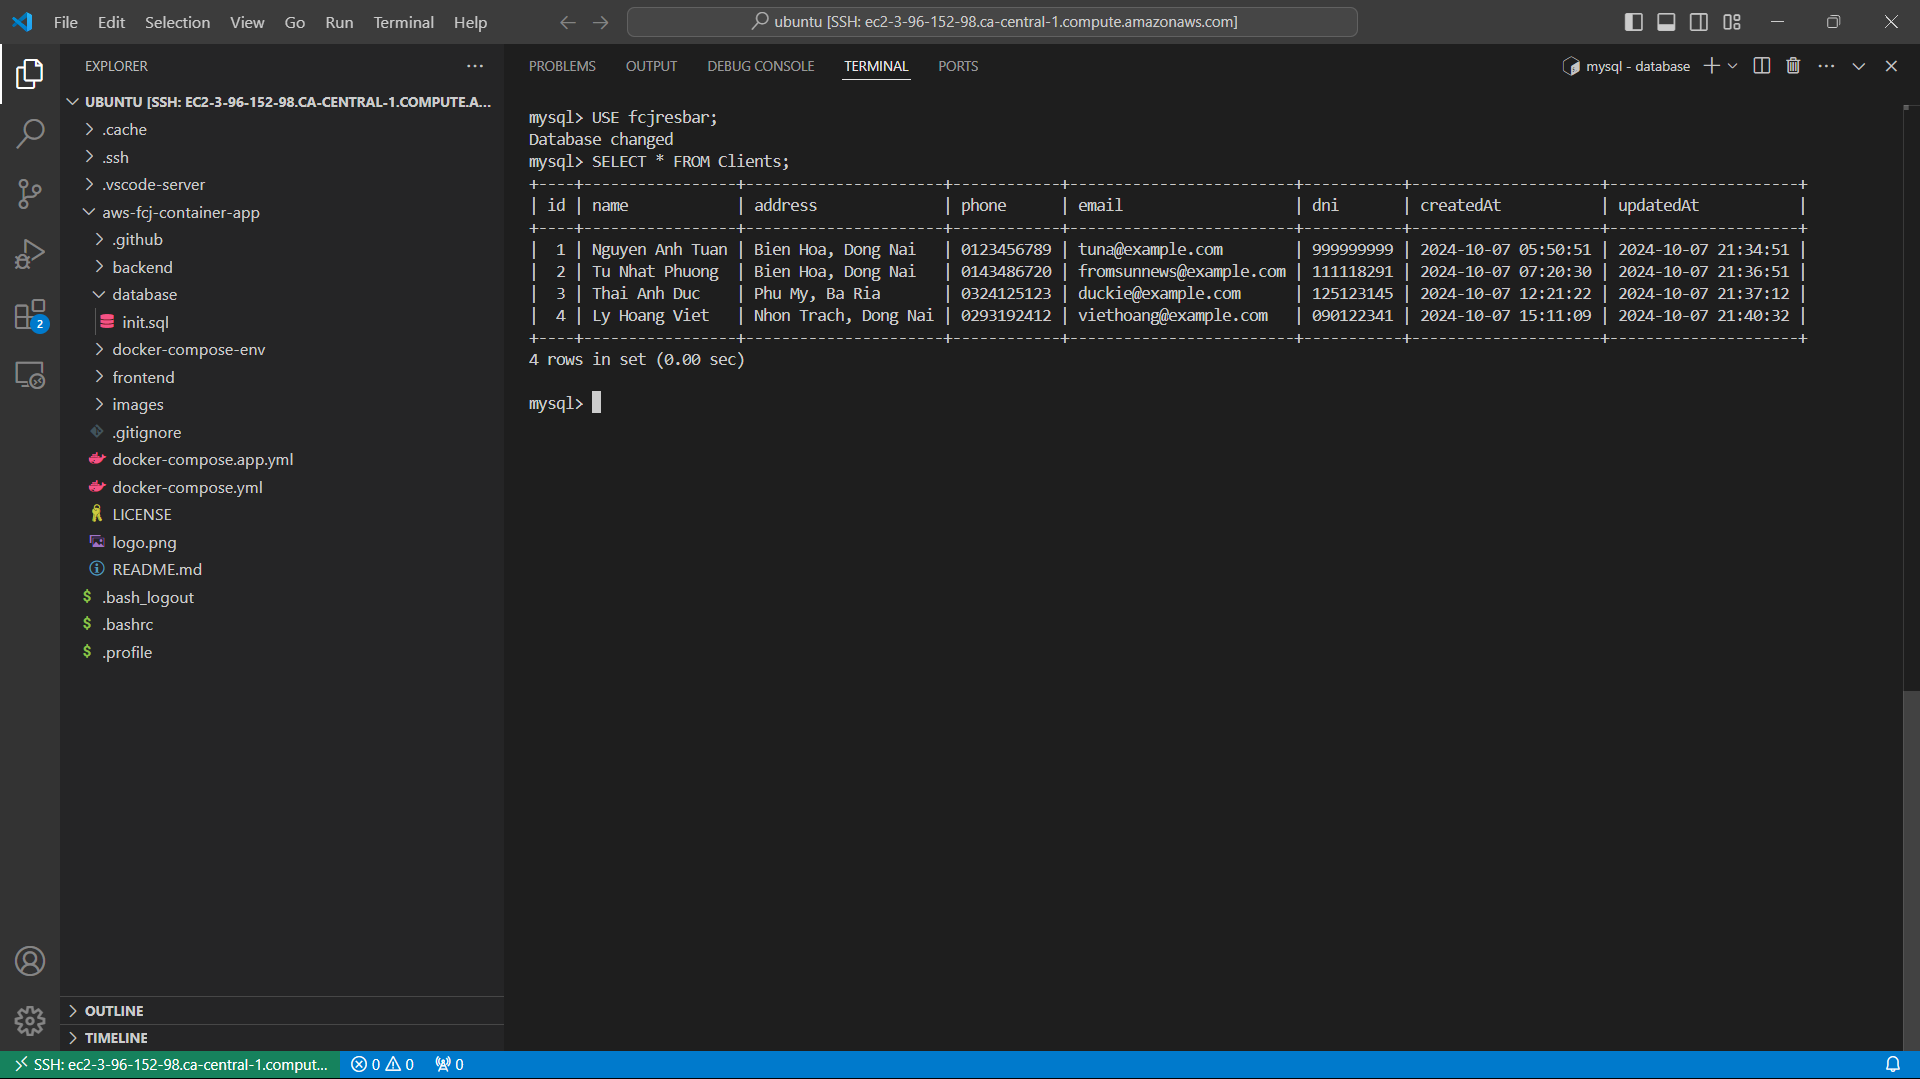 File Edit Selection View Go Run Terminal Help
ubuntu [SSH: ec2-3-96-152-98.ca-central-1.compute.amazonaws.com]
EXPLORER
UBUNTU [SSH: EC2-3-96-152-98.CA-CENTRAL-1.COMPUTE.A...
.cache
.ssh
.vscode-server
aws-fcj-container-app
.github
backend
database
init.sql
docker-compose-env
frontend
images
.gitignore
docker-compose.app.yml
docker-compose.yml
LICENSE
logo.png
README.md
$ .bash_logout
$ .bashrc
$ .profile
OUTLINE
TIMELINE
2
PROBLEMS OUTPUT DEBUG CONSOLE TERMINAL PORTS
mysql - database
mysql> USE fcjresbar;
Database changed
mysql> SELECT * FROM Clients;
+----+-----------------+----------------------+------------+-------------------------+-----------+---------------------+---------------------+
| id | name            | address              | phone      | email                   | dni       | createdAt           | updatedAt           |
+----+-----------------+----------------------+------------+-------------------------+-----------+---------------------+---------------------+
|  1 | Nguyen Anh Tuan | Bien Hoa, Dong Nai   | 0123456789 | tuna@example.com        | 999999999 | 2024-10-07 05:50:51 | 2024-10-07 21:34:51 |
|  2 | Tu Nhat Phuong  | Bien Hoa, Dong Nai   | 0143486720 | fromsunnews@example.com | 111118291 | 2024-10-07 07:20:30 | 2024-10-07 21:36:51 |
|  3 | Thai Anh Duc    | Phu My, Ba Ria       | 0324125123 | duckie@example.com      | 125123145 | 2024-10-07 12:21:22 | 2024-10-07 21:37:12 |
|  4 | Ly Hoang Viet   | Nhon Trach, Dong Nai | 0293192412 | viethoang@example.com   | 090122341 | 2024-10-07 15:11:09 | 2024-10-07 21:40:32 |
+----+-----------------+----------------------+------------+-------------------------+-----------+---------------------+---------------------+
4 rows in set (0.00 sec)
mysql>
SSH: ec2-3-96-152-98.ca-central-1.comput... 0 0 0